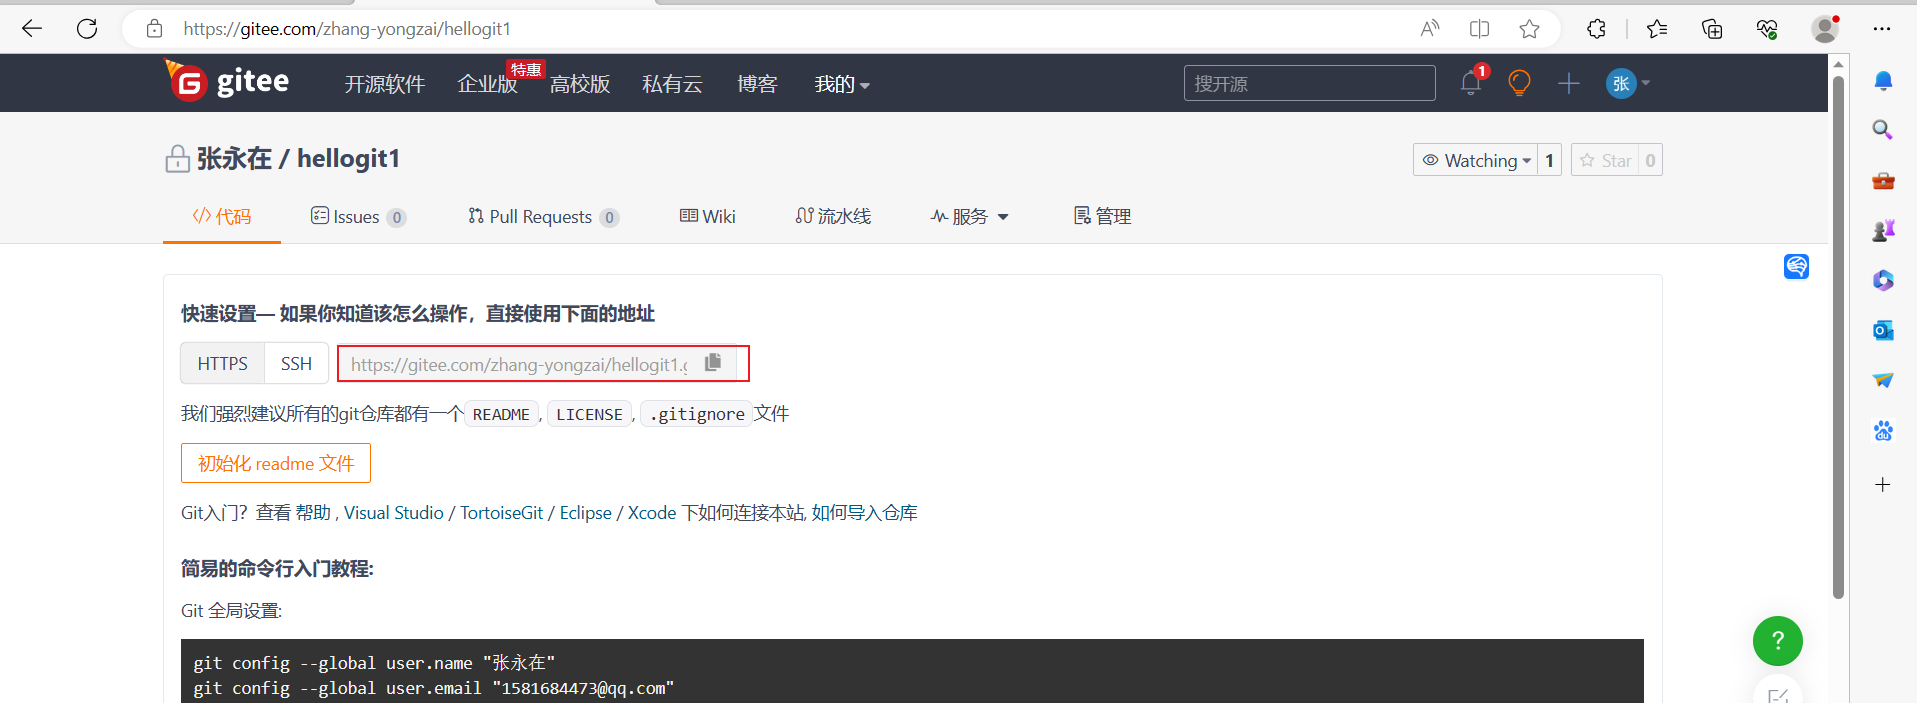 https://gitee.com/zhang-yongzai/hellogit1
gitee 开源软件 企业版 特惠 高校版 私有云 博客 我的 搜开源 1 张
张永在 / hellogit1 Watching 1 Star 0
代码 Issues 0 Pull Requests 0 Wiki 流水线 服务 管理
快速设置— 如果你知道该怎么操作，直接使用下面的地址
HTTPS SSH https://gitee.com/zhang-yongzai/hellogit1.
我们强烈建议所有的git仓库都有一个 README, LICENSE, .gitignore 文件
初始化 readme 文件
Git入门？查看 帮助 , Visual Studio / TortoiseGit / Eclipse / Xcode 下如何连接本站, 如何导入仓库
简易的命令行入门教程:
Git 全局设置:
git config --global user.name "张永在"
git config --global user.email "1581684473@qq.com"
?